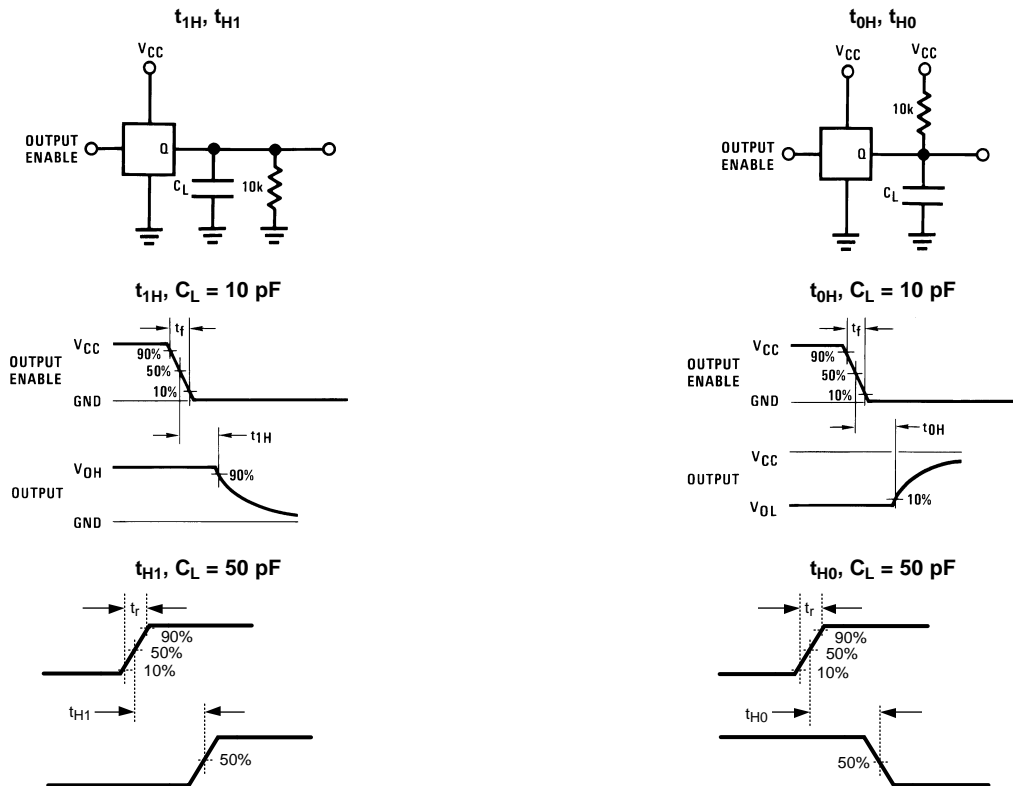 t1H, tH1
VCC
OUTPUT
ENABLE
Q
CL
10k
t0H, tH0
VCC
VCC
10k
OUTPUT
ENABLE
Q
CL
t1H, CL = 10 pF
tf
VCC
90%
OUTPUT
ENABLE
50%
10%
GND
t1H
VOH
90%
OUTPUT
GND
t0H, CL = 10 pF
tf
VCC
90%
OUTPUT
ENABLE
50%
10%
GND
t0H
VCC
OUTPUT
10%
VOL
tH1, CL = 50 pF
tr
90%
50%
10%
tH1
50%
tH0, CL = 50 pF
tr
90%
50%
10%
tH0
50%